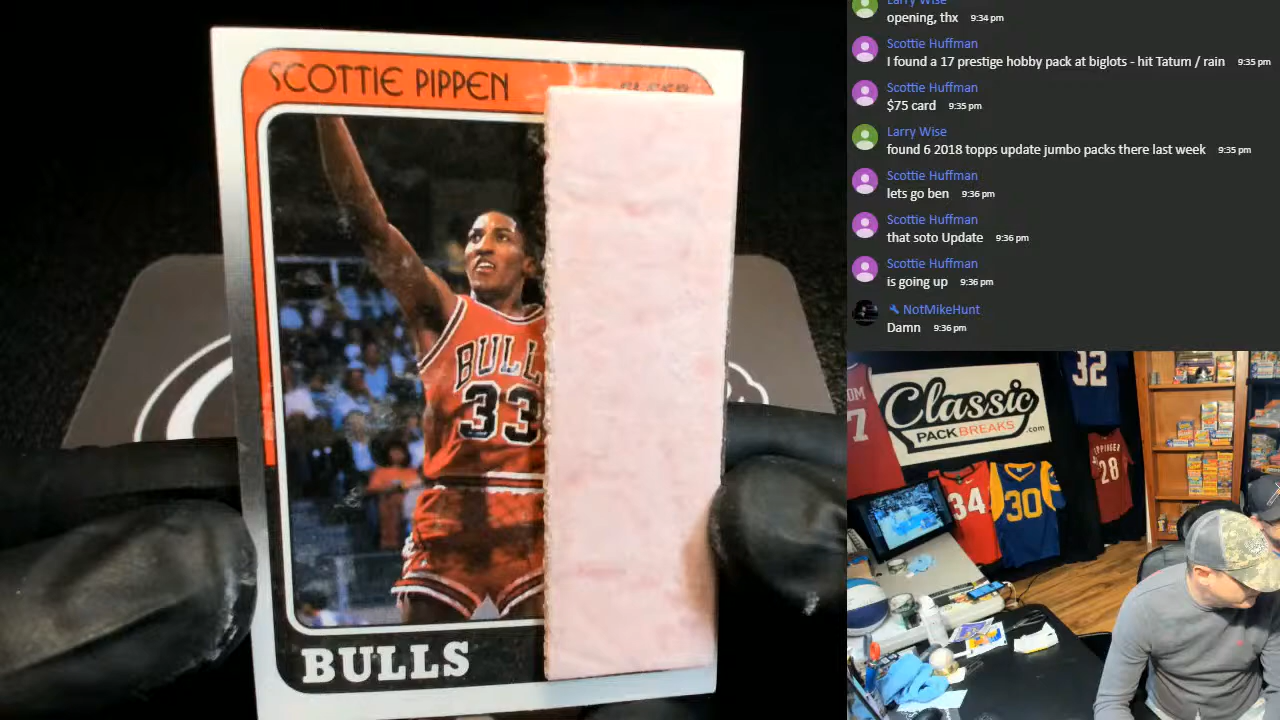 SCOTTIE PIPPEN
BULL
33
BULLS
Larry Wise
opening, thx 9:34 pm
Scottie Huffman
I found a 17 prestige hobby pack at biglots - hit Tatum / rain 9:35 pm
Scottie Huffman
$75 card 9:35 pm
Larry Wise
found 6 2018 topps update jumbo packs there last week 9:35 pm
Scottie Huffman
lets go ben 9:36 pm
Scottie Huffman
that soto Update 9:36 pm
Scottie Huffman
is going up 9:36 pm
NotMikeHunt
Damn 9:36 pm
32
7
Classic
PACKBREAKS.com
28
34
30